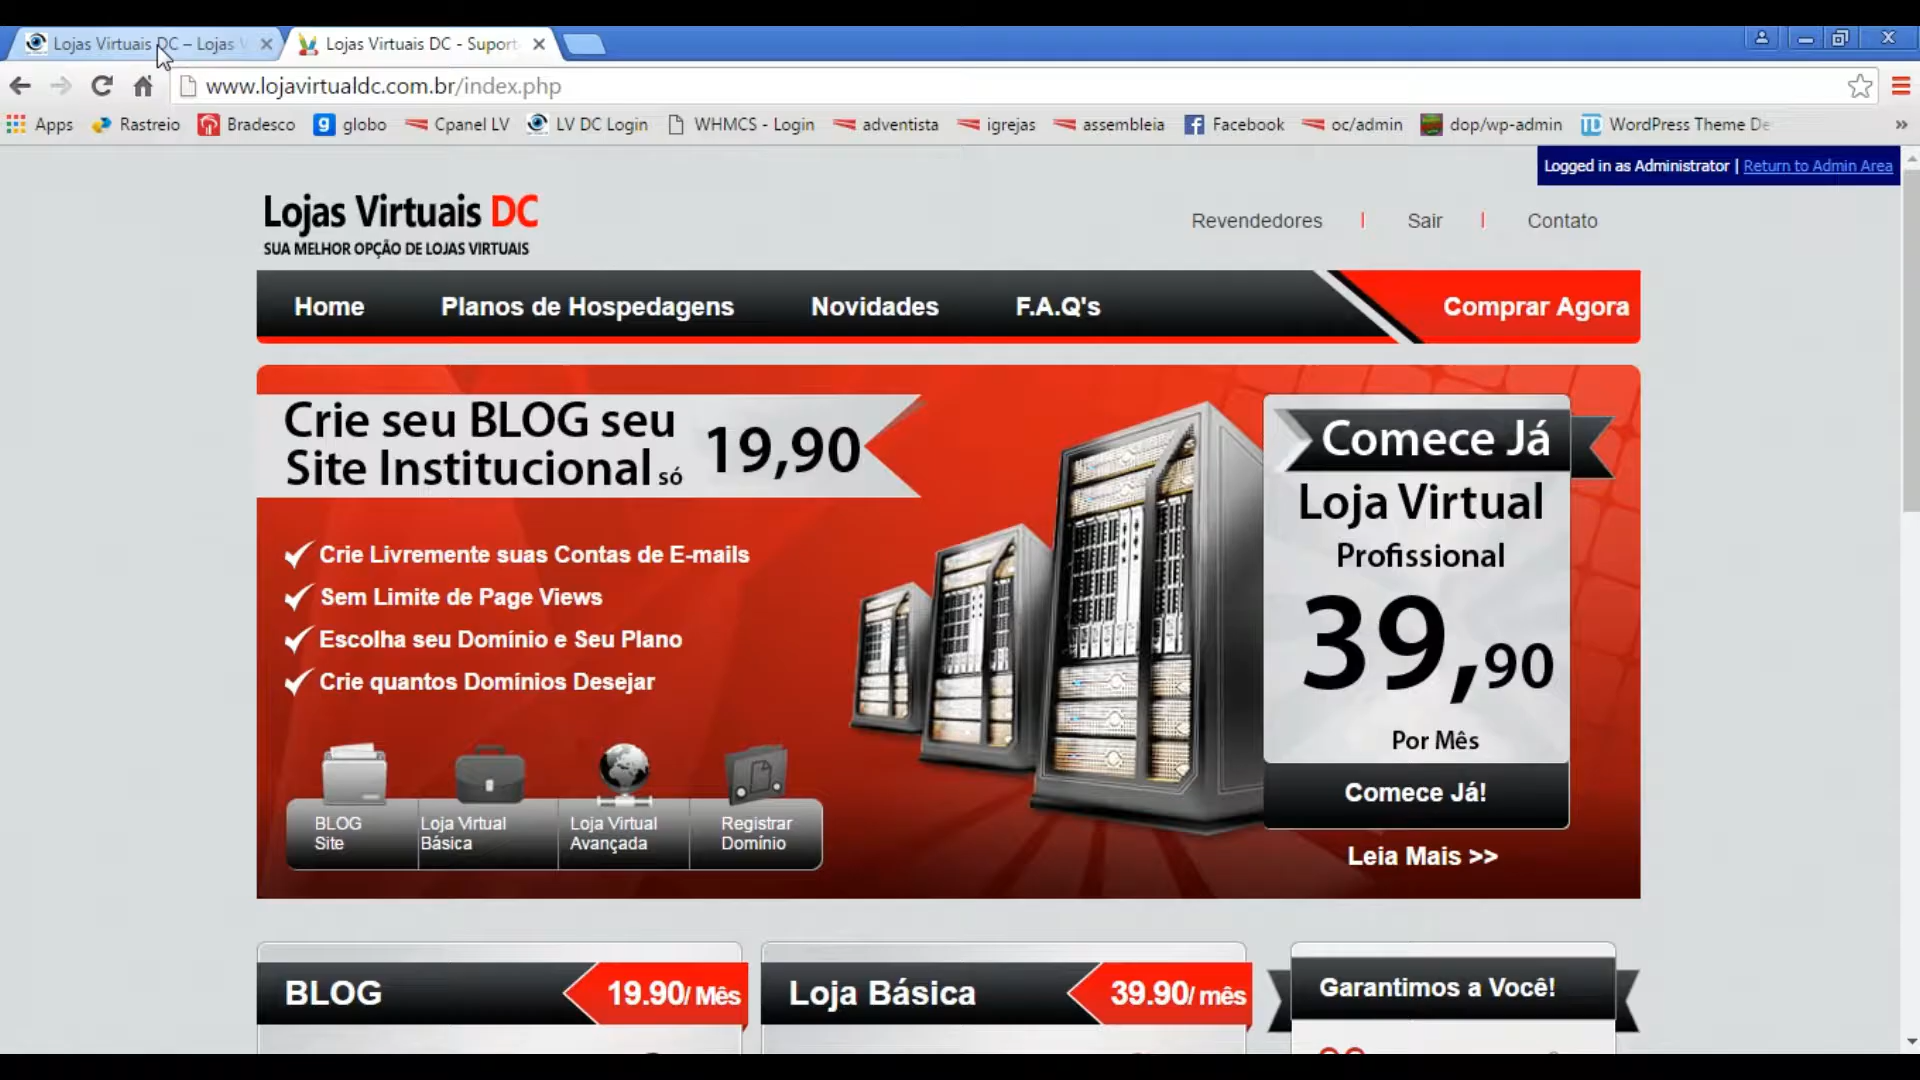 Lojas Virtuais DC – Lojas V
Lojas Virtuais DC - Suport
www.lojavirtualdc.com.br/index.php
Apps Rastreio Bradesco globo Cpanel LV LV DC Login WHMCS - Login adventista igrejas assembleia Facebook oc/admin dop/wp-admin WordPress Theme De »
Logged in as Administrator | Return to Admin Area
Lojas Virtuais DC
SUA MELHOR OPÇÃO DE LOJAS VIRTUAIS
Revendedores | Sair | Contato
Home Planos de Hospedagens Novidades F.A.Q's Comprar Agora
Crie seu BLOG seu
Site Institucional só 19,90
Crie Livremente suas Contas de E-mails
Sem Limite de Page Views
Escolha seu Domínio e Seu Plano
Crie quantos Domínios Desejar
BLOG
Site
Loja Virtual
Básica
Loja Virtual
Avançada
Registrar
Domínio
Comece Já
Loja Virtual
Profissional
39,90
Por Mês
Comece Já!
Leia Mais >>
BLOG 19.90/ Mês
Loja Básica 39.90/ mês
Garantimos a Você!